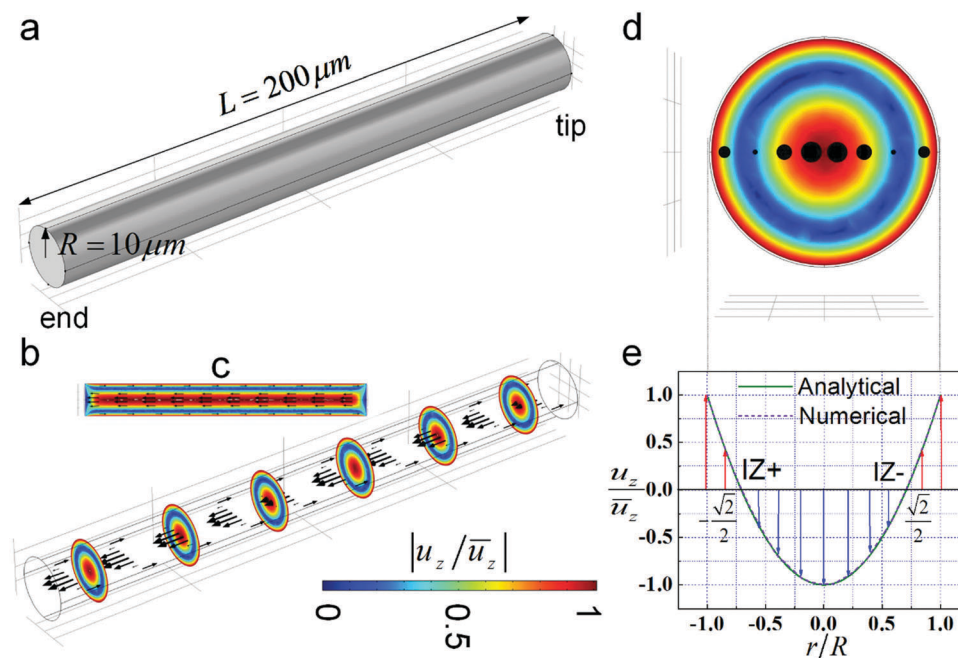 a
L = 200 μm
tip
R = 10 μm
end
b
c
|u_z / ū_z|
0
0.5
1
d
e
Analytical
Numerical
1.0
0.5
0.0
-0.5
-1.0
u_z / ū_z
IZ+
IZ-
-√2/2
√2/2
-1.0 -0.5 0.0 0.5 1.0
r/R